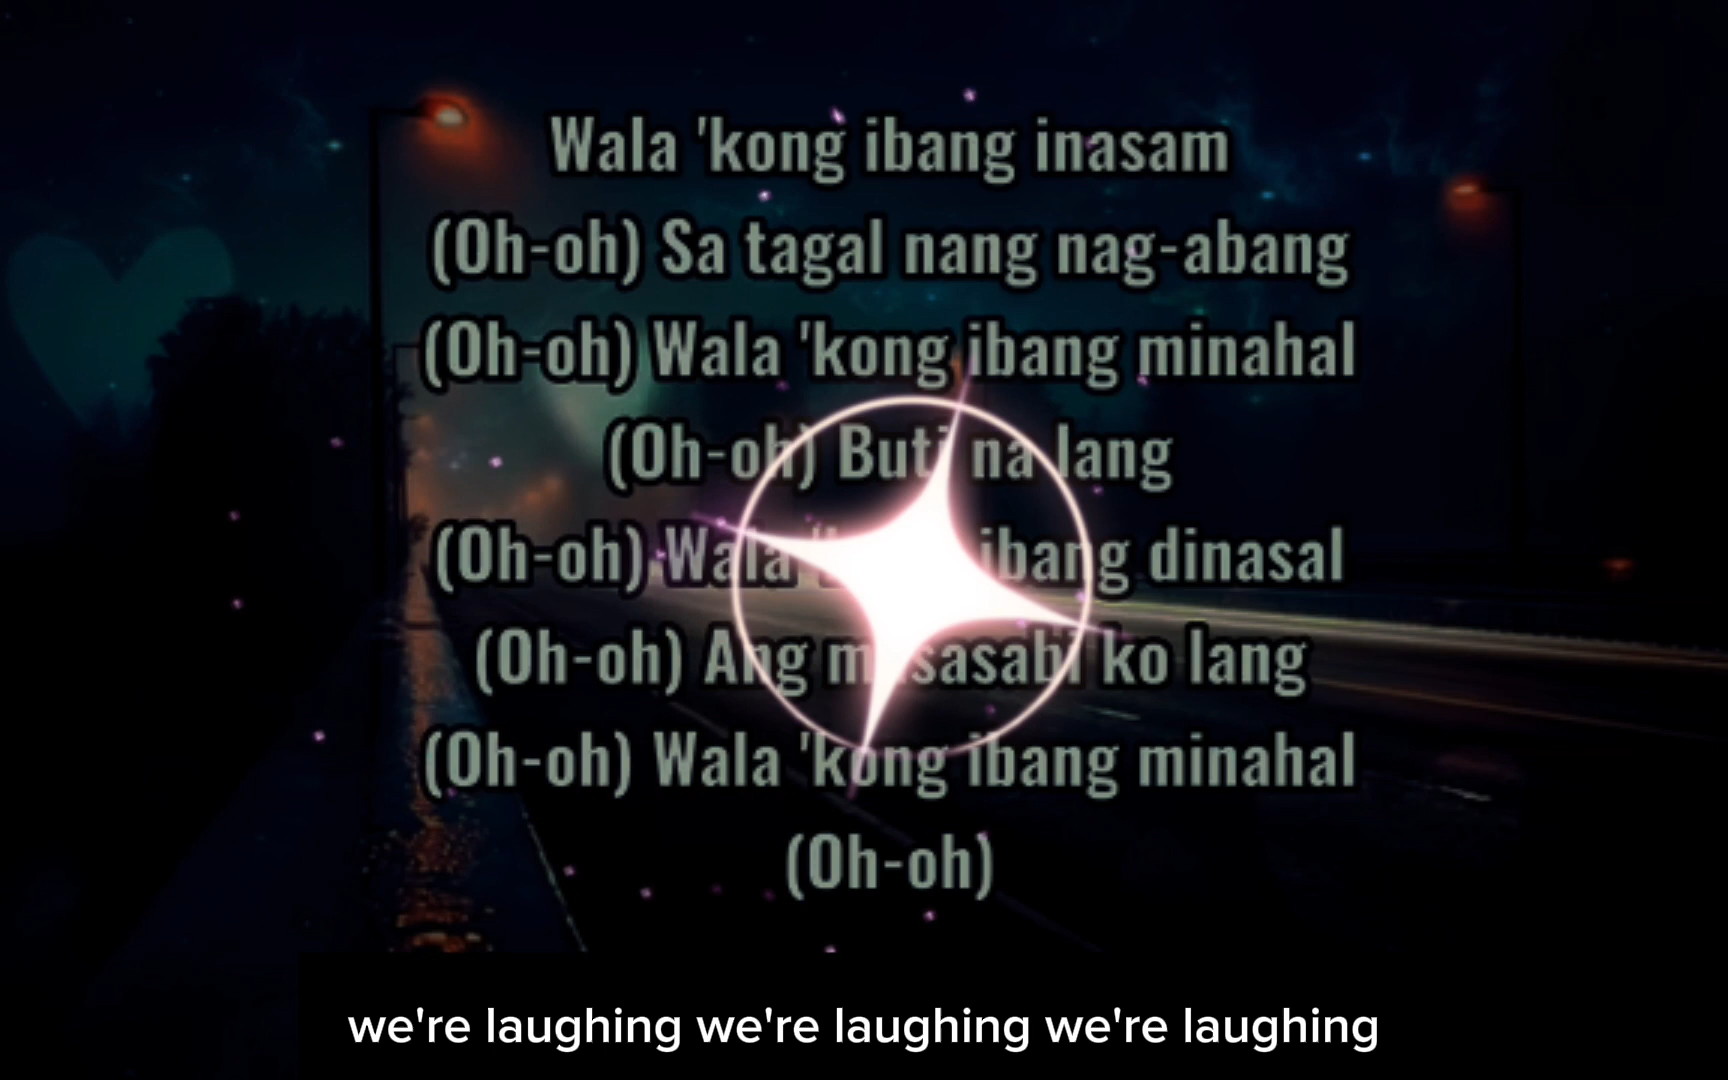 Wala 'kong ibang inasam
(Oh-oh) Sa tagal nang nag-abang
(Oh-oh) Wala 'kong ibang minahal
(Oh-oh) Buti na lang
(Oh-oh) Wala ibang dinasal
(Oh-oh) Ang ko lang
(Oh-oh) Wala 'kong ibang minahal
(Oh-oh)
we're laughing we're laughing we're laughing